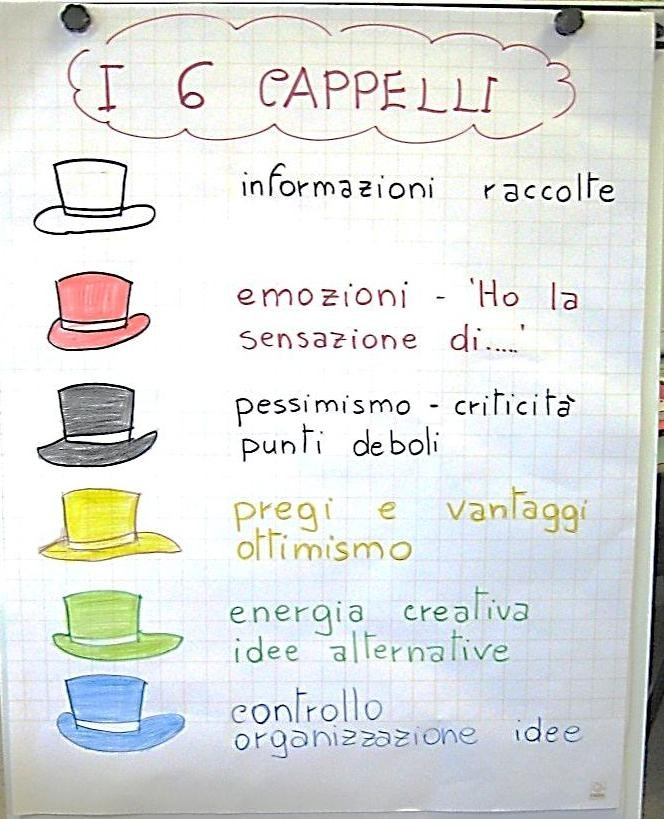 I 6 CAPPELLI
informazioni raccolte
emozioni - 'Ho la
sensazione di.....'
pessimismo - criticità
punti deboli
pregi e vantaggi
ottimismo
energia creativa
idee alternative
controllo
organizzazione idee